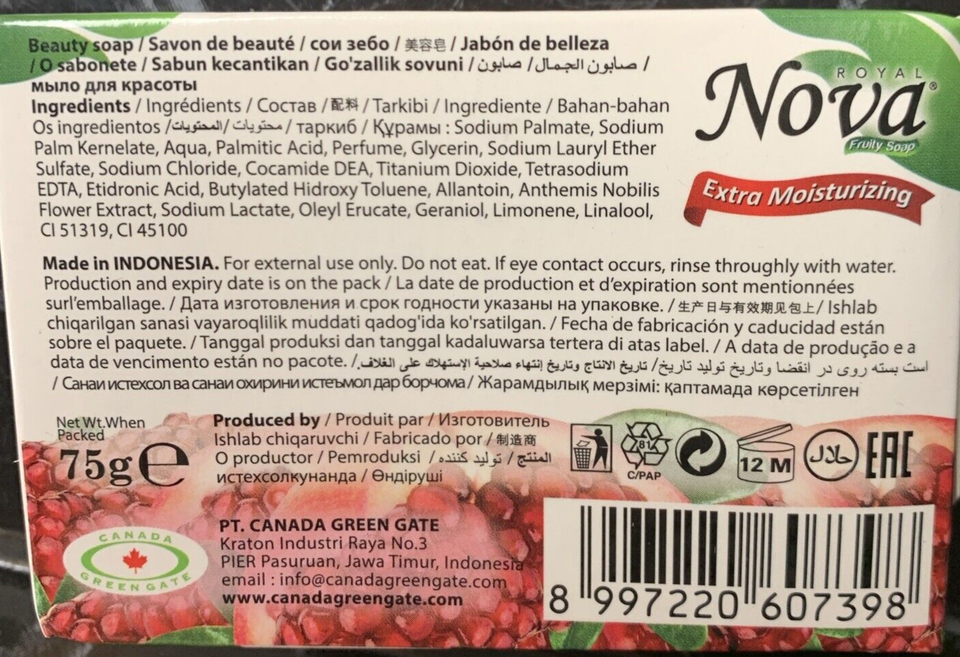 Beauty soap / Savon de beauté / сои зебо / 美容皂 / Jabón de belleza
/ O sabonete / Sabun kecantikan / Go'zallik sovuni / صابون الجمال / صابون /
мыло для красоты
Ingredients / Ingrédients / Состав / 配料 / Tarkibi / Ingrediente / Bahan-bahan
Os ingredientos / المحتويات / محتويات / таркиб / Құрамы : Sodium Palmate, Sodium
Palm Kernelate, Aqua, Palmitic Acid, Perfume, Glycerin, Sodium Lauryl Ether
Sulfate, Sodium Chloride, Cocamide DEA, Titanium Dioxide, Tetrasodium
EDTA, Etidronic Acid, Butylated Hidroxy Toluene, Allantoin, Anthemis Nobilis
Flower Extract, Sodium Lactate, Oleyl Erucate, Geraniol, Limonene, Linalool,
CI 51319, CI 45100
ROYAL
Nova®
Fruity Soap
Extra Moisturizing
Made in INDONESIA. For external use only. Do not eat. If eye contact occurs, rinse throughly with water.
Production and expiry date is on the pack / La date de production et d'expiration sont mentionnées
surl'emballage. / Дата изготовления и срок годности указаны на упаковке. / 生产日与有效期见包上 / Ishlab
chiqarilgan sanasi vayaroqlilik muddati qadog'ida ko'rsatilgan. / Fecha de fabricación y caducidad están
sobre el paquete. / Tanggal produksi dan tanggal kadaluwarsa tertera di atas label. / A data de produção e a
data de vencimento están no pacote. / تاريخ الانتاج وتاريخ إنتهاء صلاحية الإستهلاك على الغلاف. / است بسته روی در انقضا وتاریخ تولید تاریخ
/ Санаи истехсол ва санаи охирини истеъмол дар борчома / Жарамдылық мерзімі: қаптамада көрсетілген
Net Wt.When
Packed
75g ℮
Produced by / Produit par / Изготовитель
Ishlab chiqaruvchi / Fabricado por / 制造商
O productor / Pemroduksi / تولید کننده / المنتج /
истехсолкунанда / Өндіруші
81
C/PAP
12 M
حلال
EAC
CANADA
GREEN GATE
PT. CANADA GREEN GATE
Kraton Industri Raya No.3
PIER Pasuruan, Jawa Timur, Indonesia
email : info@canadagreengate.com
www.canadagreengate.com
8 997220 607398